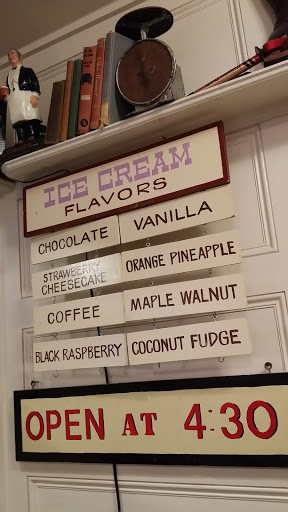 ICE CREAM
FLAVORS
CHOCOLATE
VANILLA
STRAWBERRY
CHEESECAKE
ORANGE PINEAPPLE
COFFEE
MAPLE WALNUT
BLACK RASPBERRY
COCONUT FUDGE
OPEN AT 4:30